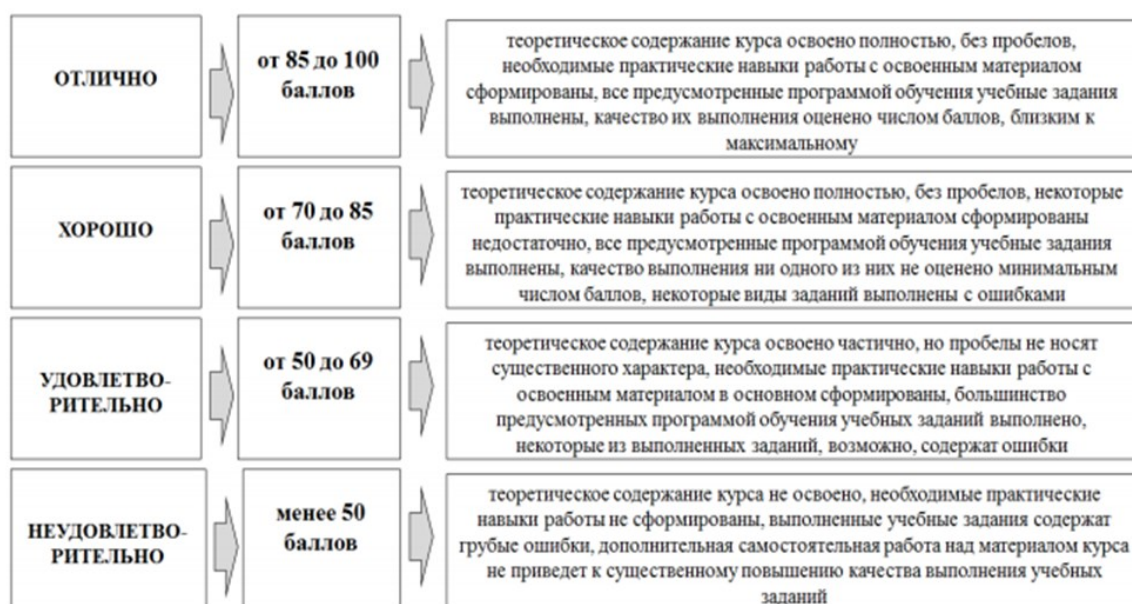 ОТЛИЧНО
от 85 до 100
баллов
теоретическое содержание курса освоено полностью, без пробелов,
необходимые практические навыки работы с освоенным материалом
сформированы, все предусмотренные программой обучения учебные задания
выполнены, качество их выполнения оценено числом баллов, близким к
максимальному
ХОРОШО
от 70 до 85
баллов
теоретическое содержание курса освоено полностью, без пробелов, некоторые
практические навыки работы с освоенным материалом сформированы
недостаточно, все предусмотренные программой обучения учебные задания
выполнены, качество выполнения ни одного из них не оценено минимальным
числом баллов, некоторые виды заданий выполнены с ошибками
УДОВЛЕТВО-
РИТЕЛЬНО
от 50 до 69
баллов
теоретическое содержание курса освоено частично, но пробелы не носят
существенного характера, необходимые практические навыки работы с
освоенным материалом в основном сформированы, большинство
предусмотренных программой обучения учебных заданий выполнено,
некоторые из выполненных заданий, возможно, содержат ошибки
НЕУДОВЛЕТВО-
РИТЕЛЬНО
менее 50
баллов
теоретическое содержание курса не освоено, необходимые практические
навыки работы не сформированы, выполненные учебные задания содержат
грубые ошибки, дополнительная самостоятельная работа над материалом курса
не приведет к существенному повышению качества выполнения учебных
заданий